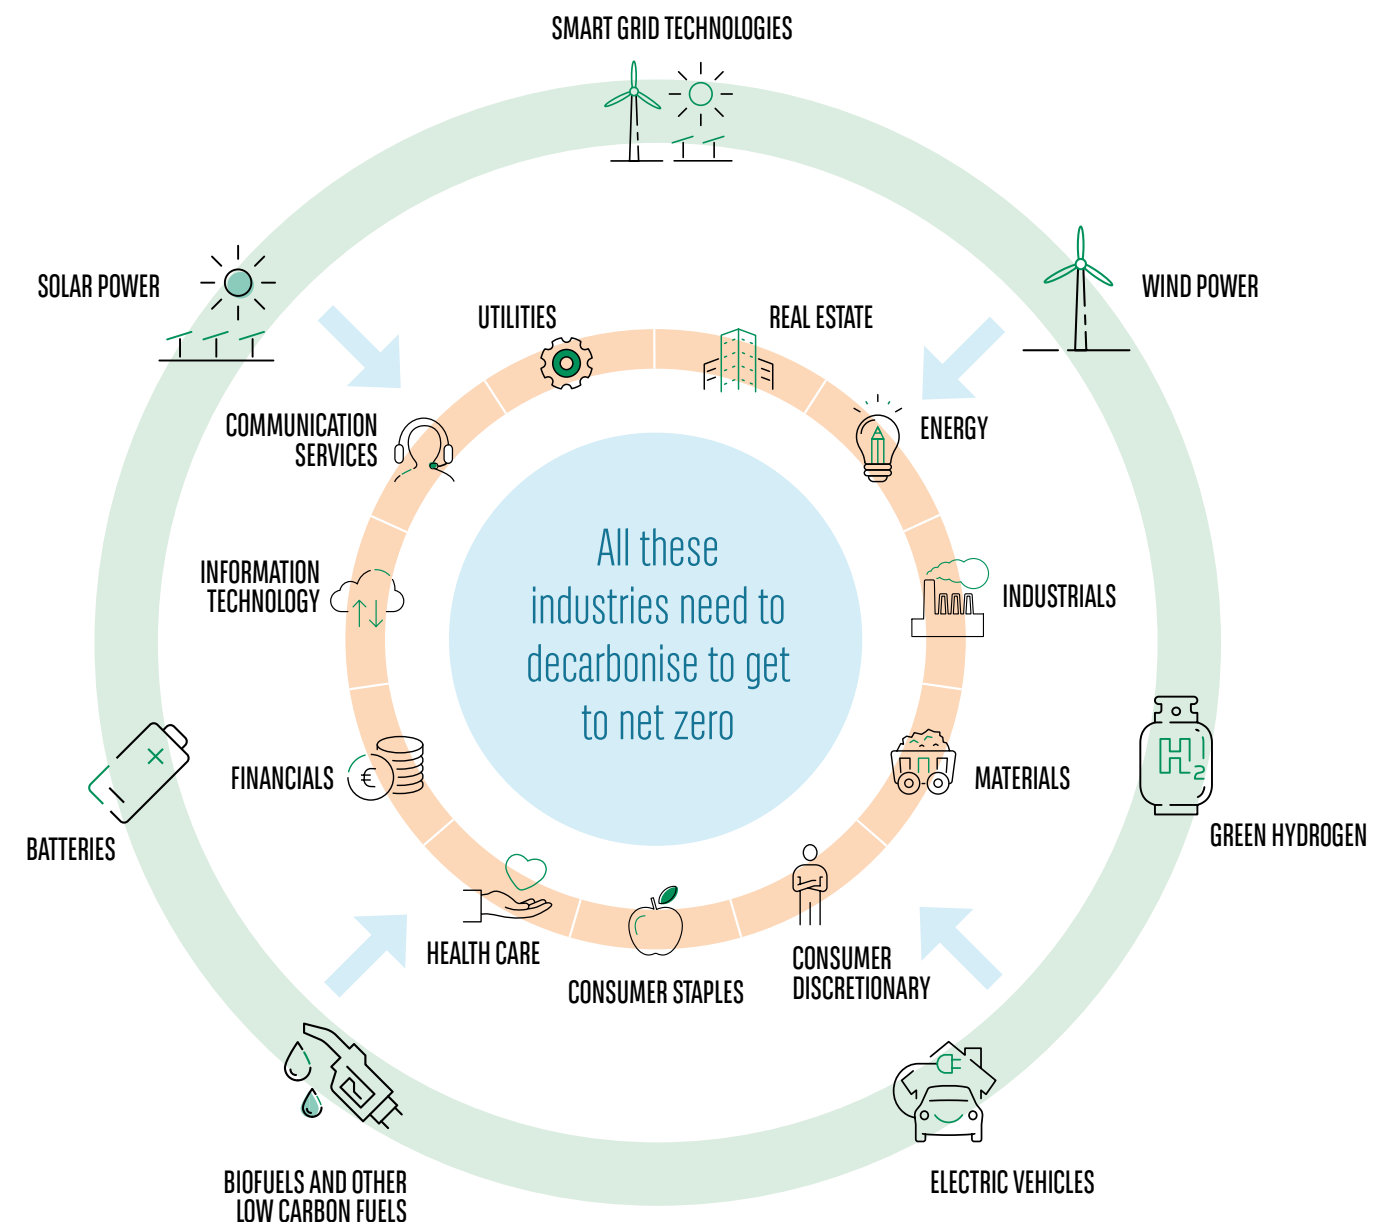 SMART GRID TECHNOLOGIES
SOLAR POWER
WIND POWER
UTILITIES
REAL ESTATE
COMMUNICATION
SERVICES
ENERGY
INFORMATION
TECHNOLOGY
INDUSTRIALS
All these
industries need to
decarbonise to get
to net zero
FINANCIALS
€
MATERIALS
H2
BATTERIES
GREEN HYDROGEN
HEALTH CARE
CONSUMER STAPLES
CONSUMER
DISCRETIONARY
BIOFUELS AND OTHER
LOW CARBON FUELS
ELECTRIC VEHICLES